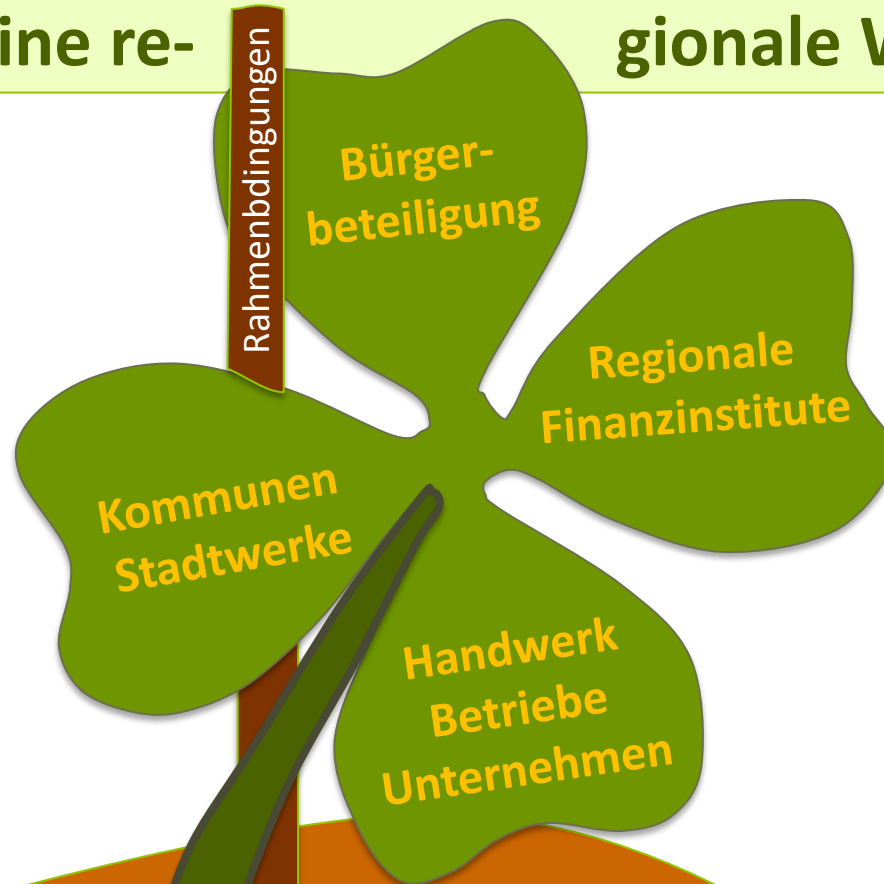 ine re- gionale
Rahmenbdingungen
Bürger-
beteiligung
Regionale
Finanzinstitute
Kommunen
Stadtwerke
Handwerk
Betriebe
Unternehmen